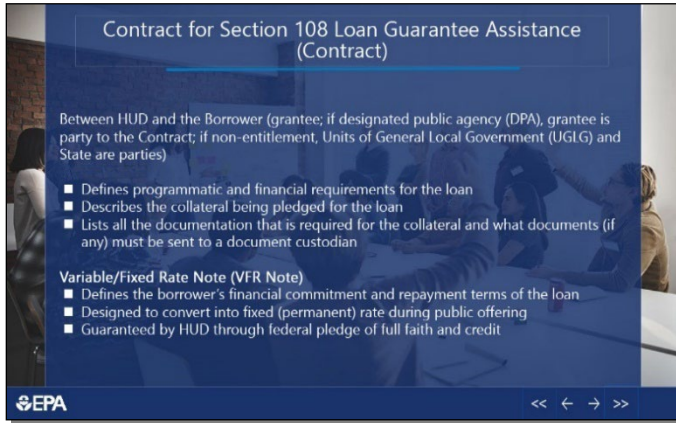 Contract for Section 108 Loan Guarantee Assistance
(Contract)
Between HUD and the Borrower (grantee; if designated public agency (DPA), grantee is
party to the Contract; if non-entitlement, Units of General Local Government (UGLG) and
State are parties)
■ Defines programmatic and financial requirements for the loan
■ Describes the collateral being pledged for the loan
■ Lists all the documentation that is required for the collateral and what documents (if
any) must be sent to a document custodian
Variable/Fixed Rate Note (VFR Note)
■ Defines the borrower's financial commitment and repayment terms of the loan
■ Designed to convert into fixed (permanent) rate during public offering
■ Guaranteed by HUD through federal pledge of full faith and credit
EPA << ← → >>